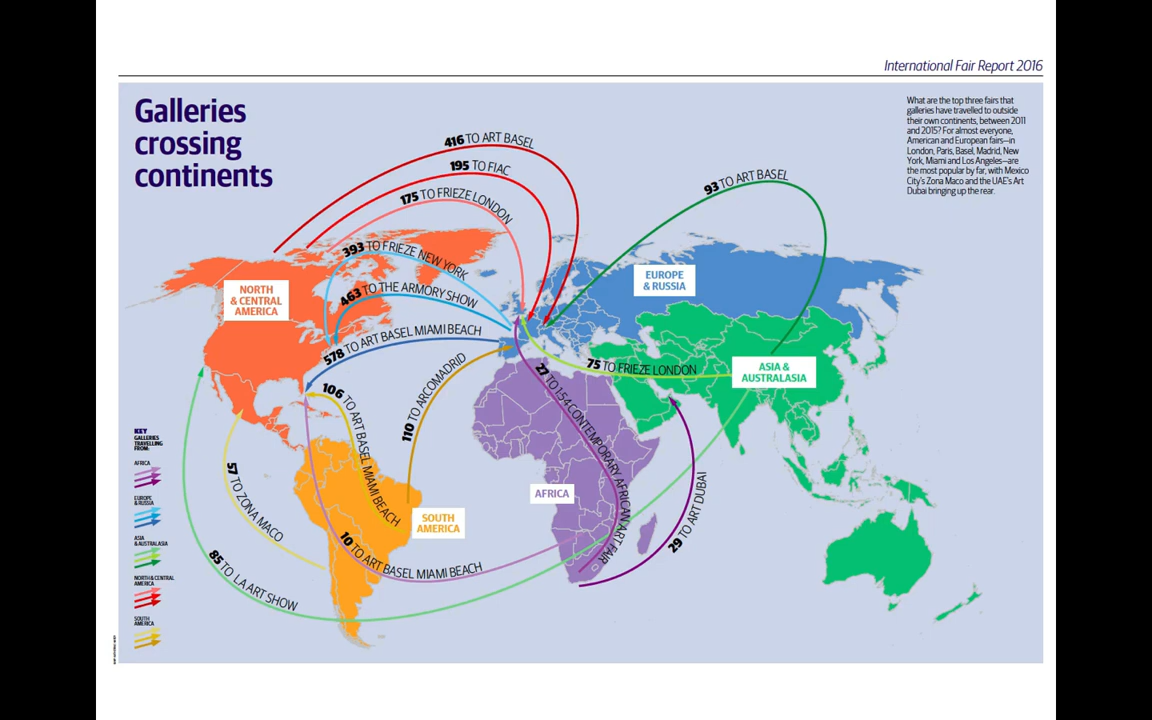 International Fair Report 2016
Galleries
crossing
continents
What are the top three fairs that
galleries have travelled to outside
their own continents, between 2011
and 2015? For almost everyone,
American and European fairs—in
London, Paris, Basel, Madrid, New
York, Miami and Los Angeles—are
the most popular by far, with Mexico
City's Zona Maco and the UAE's Art
Dubai bringing up the rear.
416 TO ART BASEL
195 TO FIAC
175 TO FRIEZE LONDON
93 TO ART BASEL
393 TO FRIEZE NEW YORK
463 TO THE ARMORY SHOW
578 TO ART BASEL MIAMI BEACH
NORTH
& CENTRAL
AMERICA
EUROPE
& RUSSIA
ASIA &
AUSTRALASIA
75 TO FRIEZE LONDON
106 TO ART BASEL MIAMI BEACH
110 TO ARCOMADRID
27 TO 1:54 CONTEMPORARY AFRICAN ART FAIR
AFRICA
SOUTH
AMERICA
57 TO ZONA MACO
10 TO ART BASEL MIAMI BEACH
29 TO ART DUBAI
85 TO LA ART SHOW
KEY
GALLERIES
TRAVELLING
FROM:
AFRICA
EUROPE
& RUSSIA
ASIA
& AUSTRALASIA
NORTH & CENTRAL
AMERICA
SOUTH
AMERICA